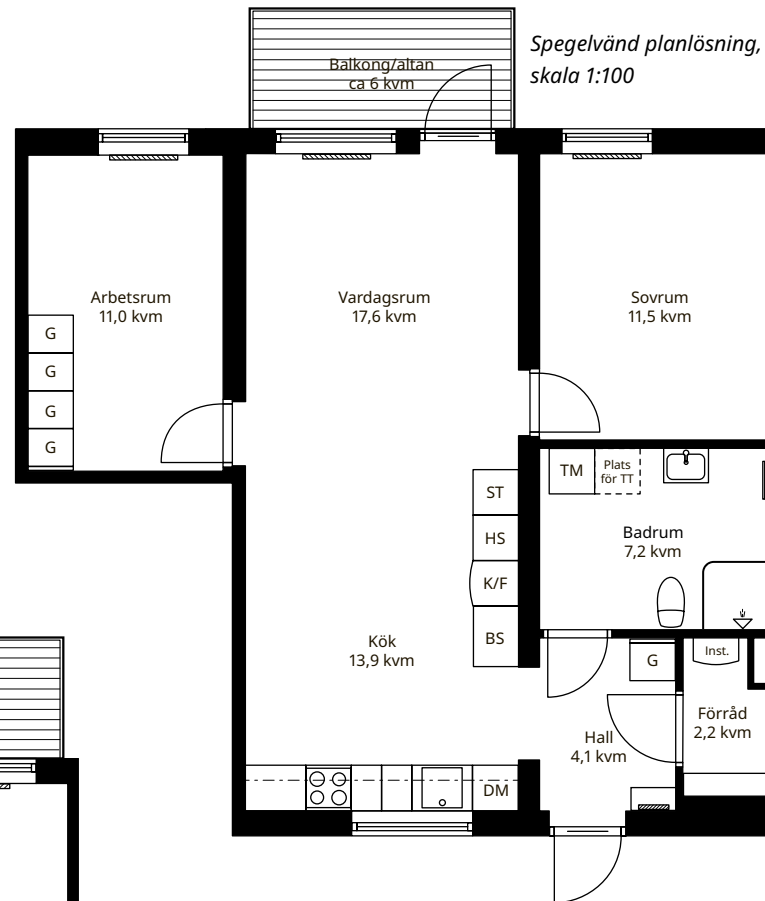 Spegelvänd planlösning,
skala 1:100
Balkong/altan
ca 6 kvm
Arbetsrum
11,0 kvm
Vardagsrum
17,6 kvm
Sovrum
11,5 kvm
G
G
G
G
TM
Plats
för TT
ST
HS
K/F
BS
Badrum
7,2 kvm
Kök
13,9 kvm
G
Inst.
Förråd
2,2 kvm
Hall
4,1 kvm
DM